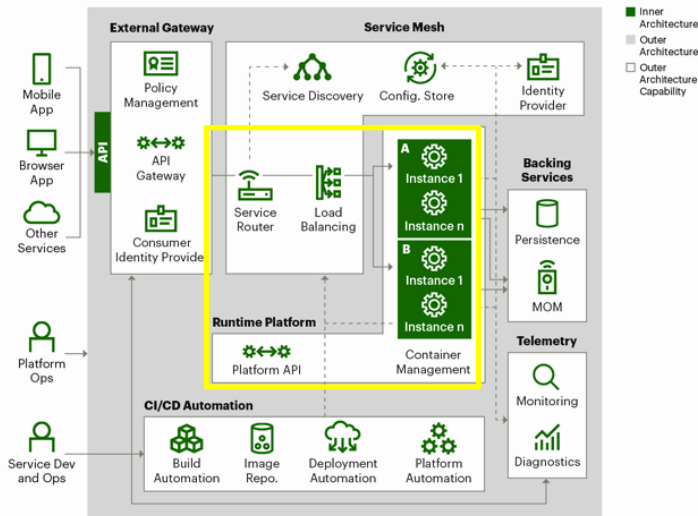 External Gateway
Service Mesh
Inner
Architecture
Outer
Architecture
Outer
Architecture
Capability
Mobile
App
Browser
App
Other
Services
Platform
Ops
Service Dev
and Ops
API
Policy
Management
API
Gateway
Consumer
Identity Provider
Service Discovery
Config. Store
Identity
Provider
Service
Router
Load
Balancing
A
Instance 1
Instance n
B
Instance 1
Instance n
Container
Management
Runtime Platform
Platform API
Backing
Services
Persistence
MOM
Telemetry
Monitoring
Diagnostics
CI/CD Automation
Build
Automation
Image
Repo.
Deployment
Automation
Platform
Automation